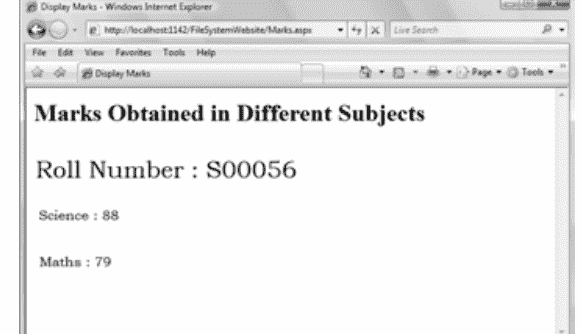 Display Marks - Windows Internet Explorer
http://localhost:1142/FileSystemWebsite/Marks.aspx
Live Search
File Edit View Favorites Tools Help
Display Marks
Page Tools
Marks Obtained in Different Subjects
Roll Number : S00056
Science : 88
Maths : 79